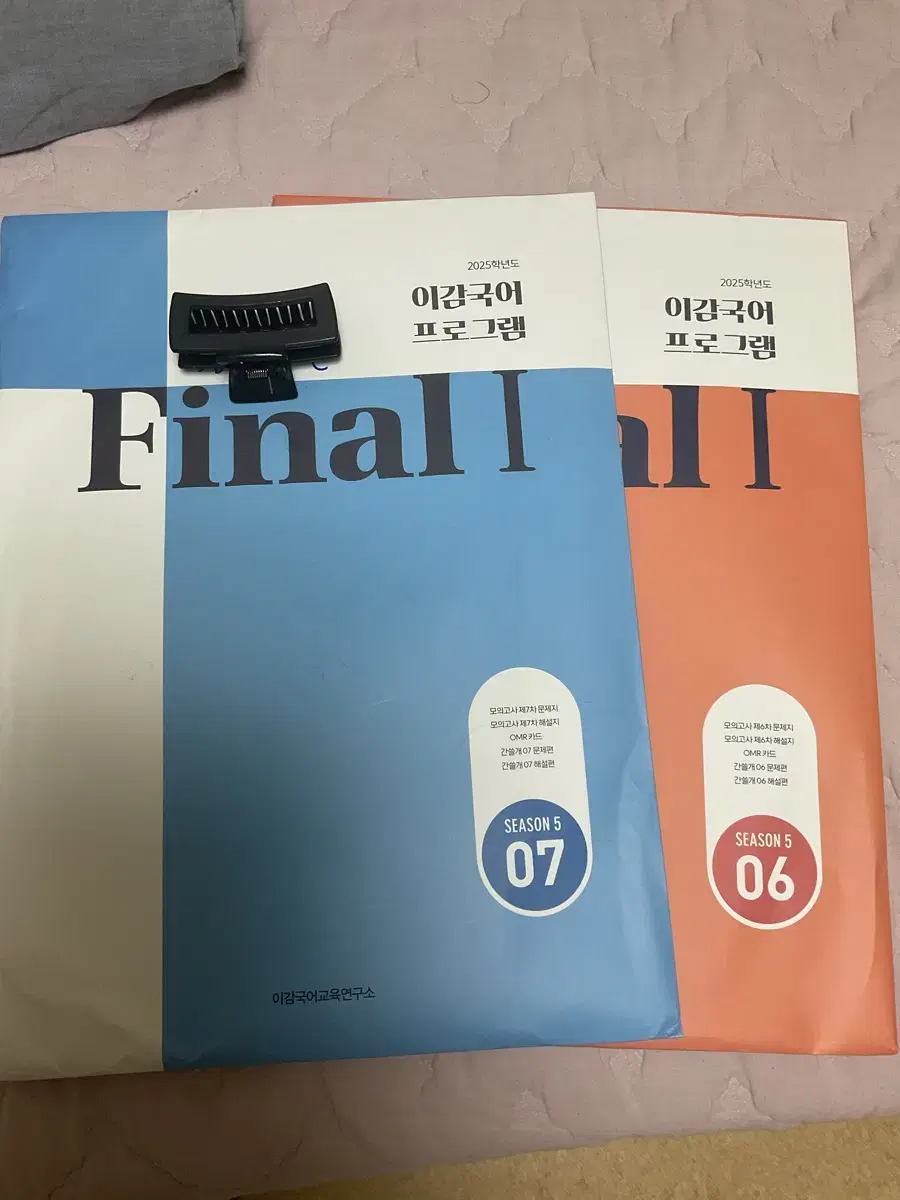 2025학년도
이감국어
프로그램
Final I
모의고사 제7차 문제지
모의고사 제7차 해설지
OMR 카드
간쓸개 07 문제편
간쓸개 07 해설편
SEASON 5
07
이감국어교육연구소
2025학년도
이감국어
프로그램
al I
모의고사 제6차 문제지
모의고사 제6차 해설지
OMR 카드
간쓸개 06 문제편
간쓸개 06 해설편
SEASON 5
06